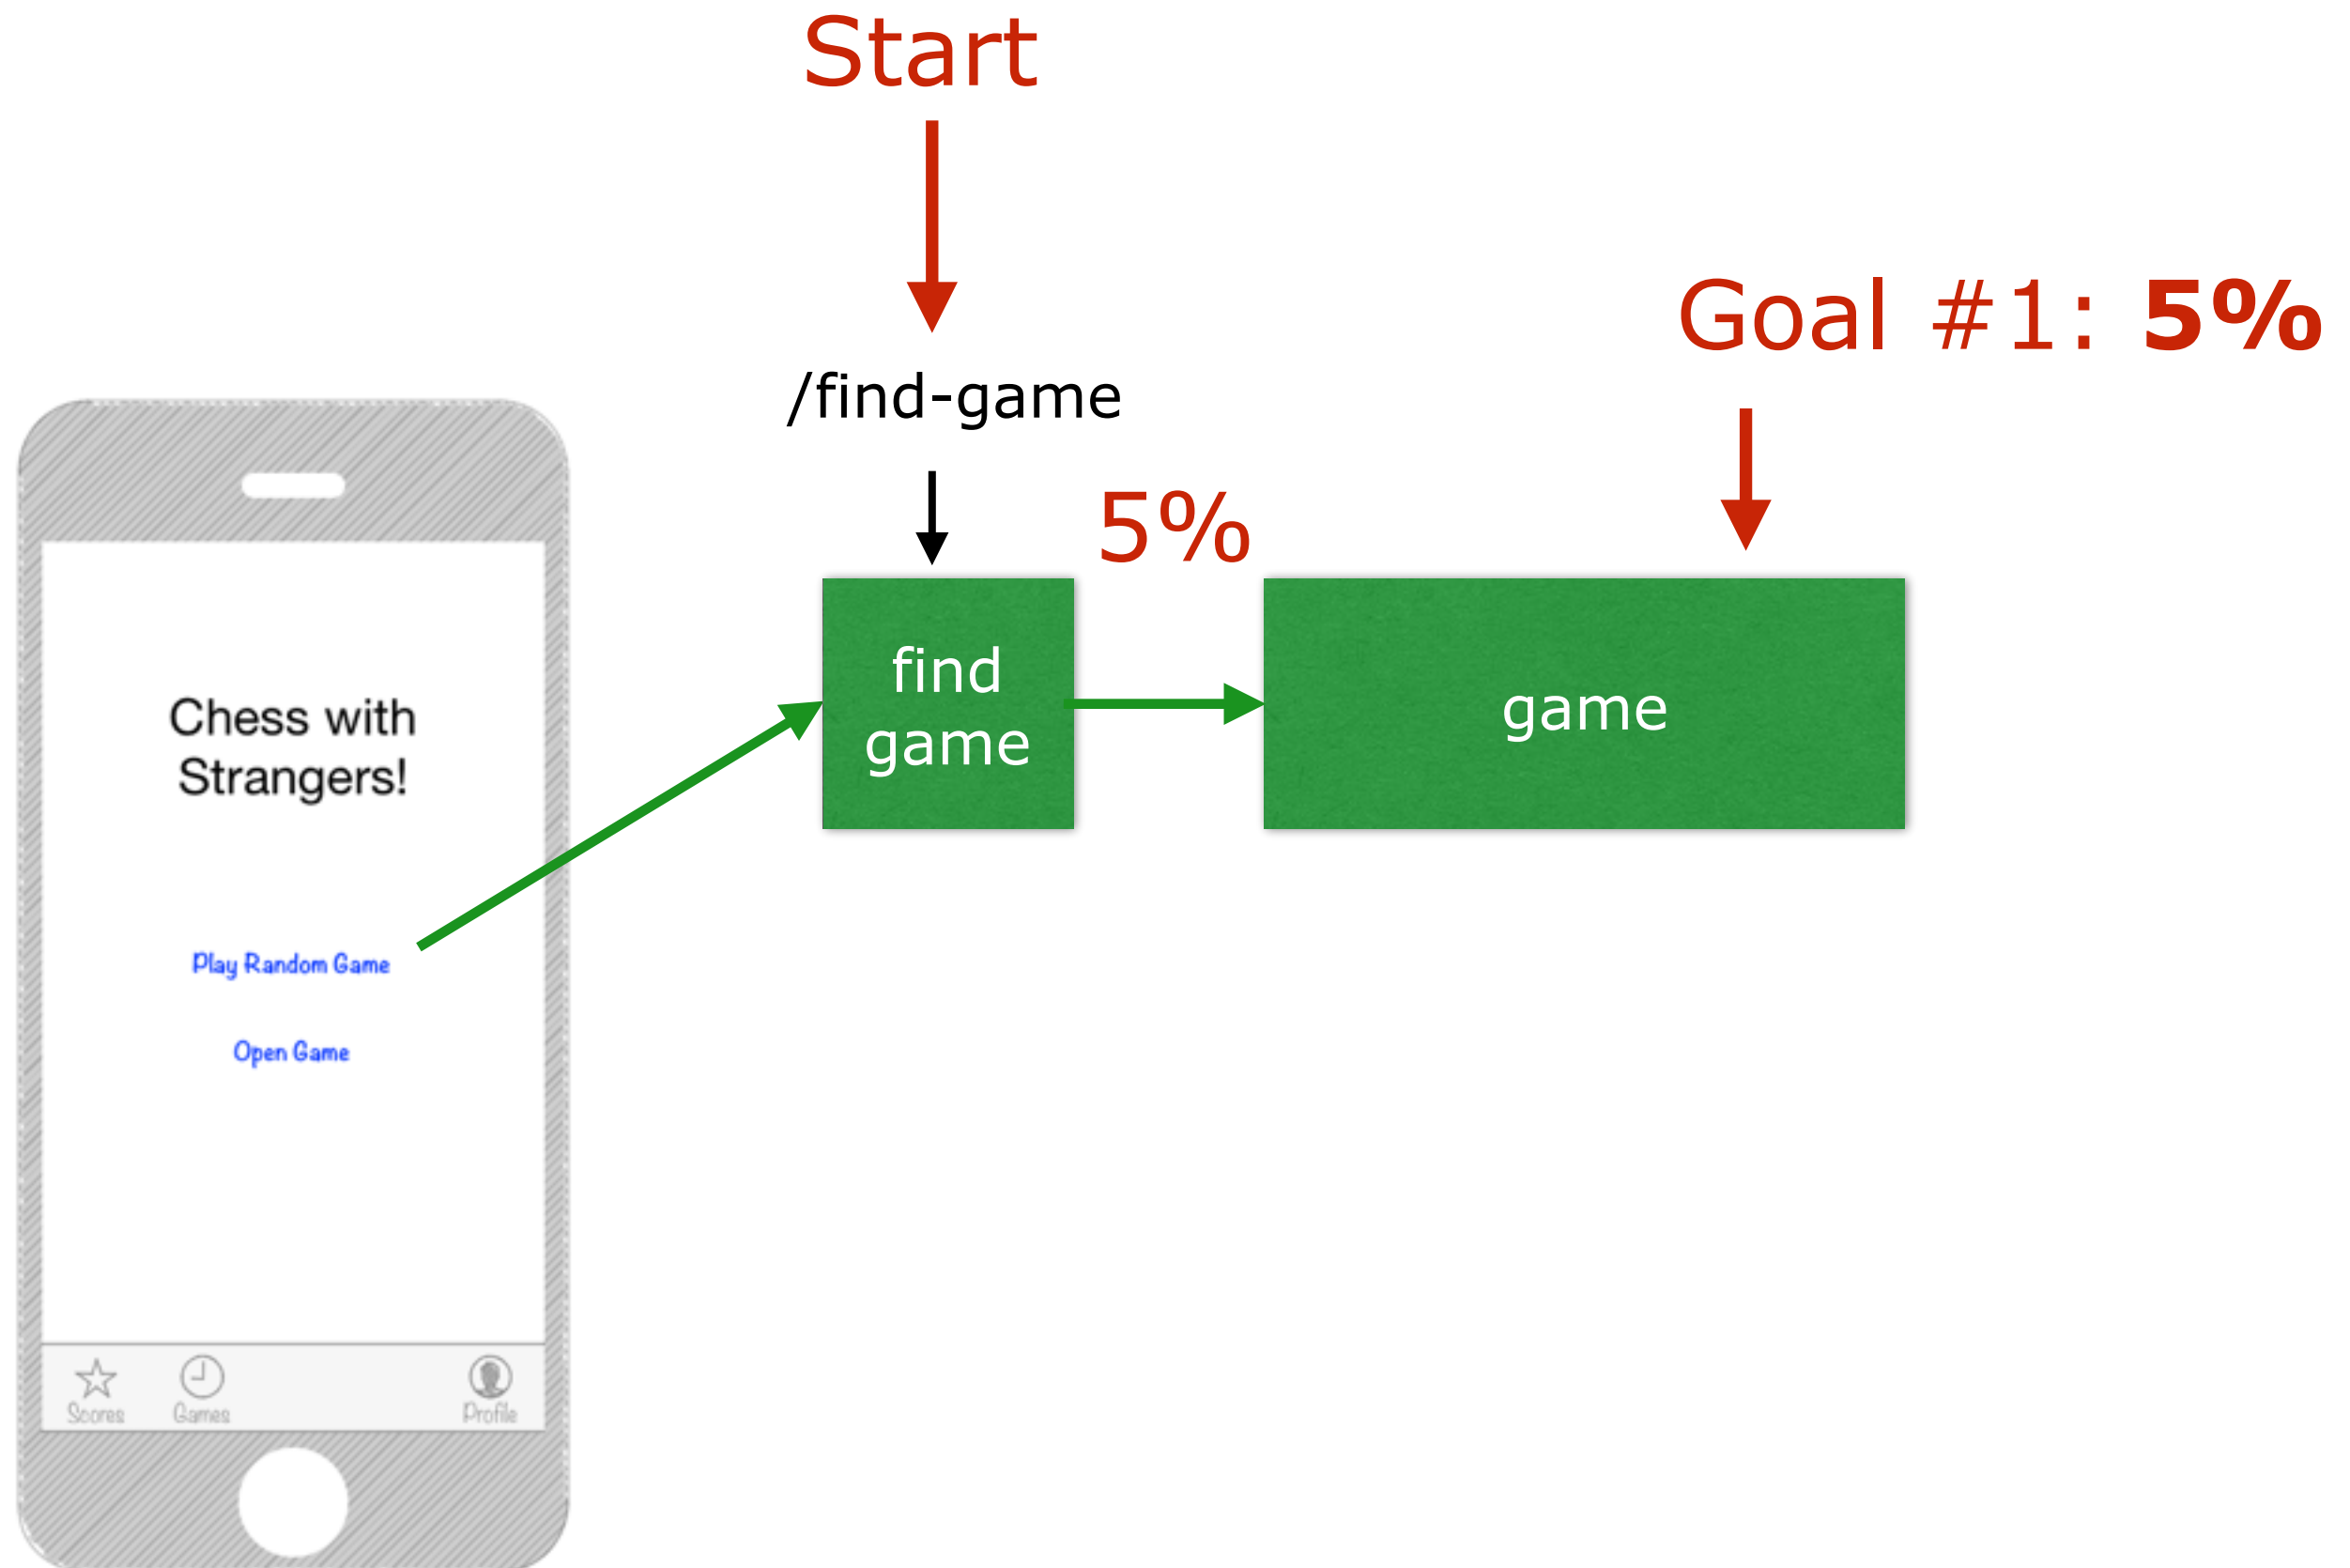 Start
Goal #1: 5%
/find-game
5%
find
game
game
Chess with
Strangers!
Play Random Game
Open Game
Scores
Games
Profile